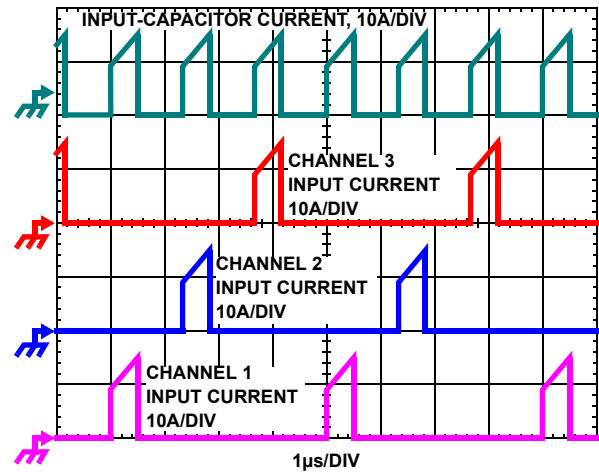 INPUT-CAPACITOR CURRENT, 10A/DIV
CHANNEL 3
INPUT CURRENT
10A/DIV
CHANNEL 2
INPUT CURRENT
10A/DIV
CHANNEL 1
INPUT CURRENT
10A/DIV
1µs/DIV